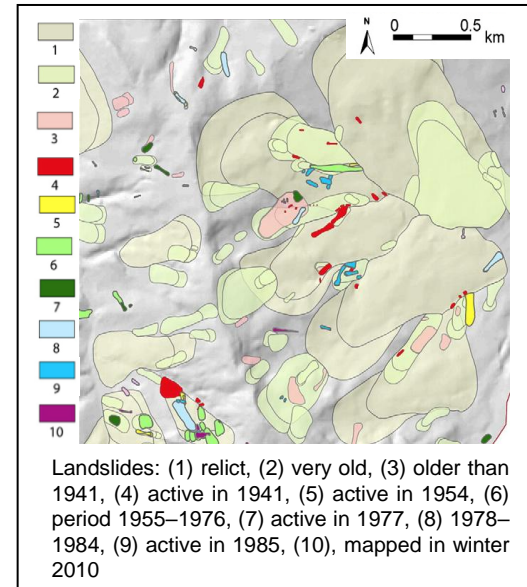 N
0 0.5
km
1
2
3
4
5
6
7
8
9
10
Landslides: (1) relict, (2) very old, (3) older than
1941, (4) active in 1941, (5) active in 1954, (6)
period 1955–1976, (7) active in 1977, (8) 1978–
1984, (9) active in 1985, (10), mapped in winter
2010